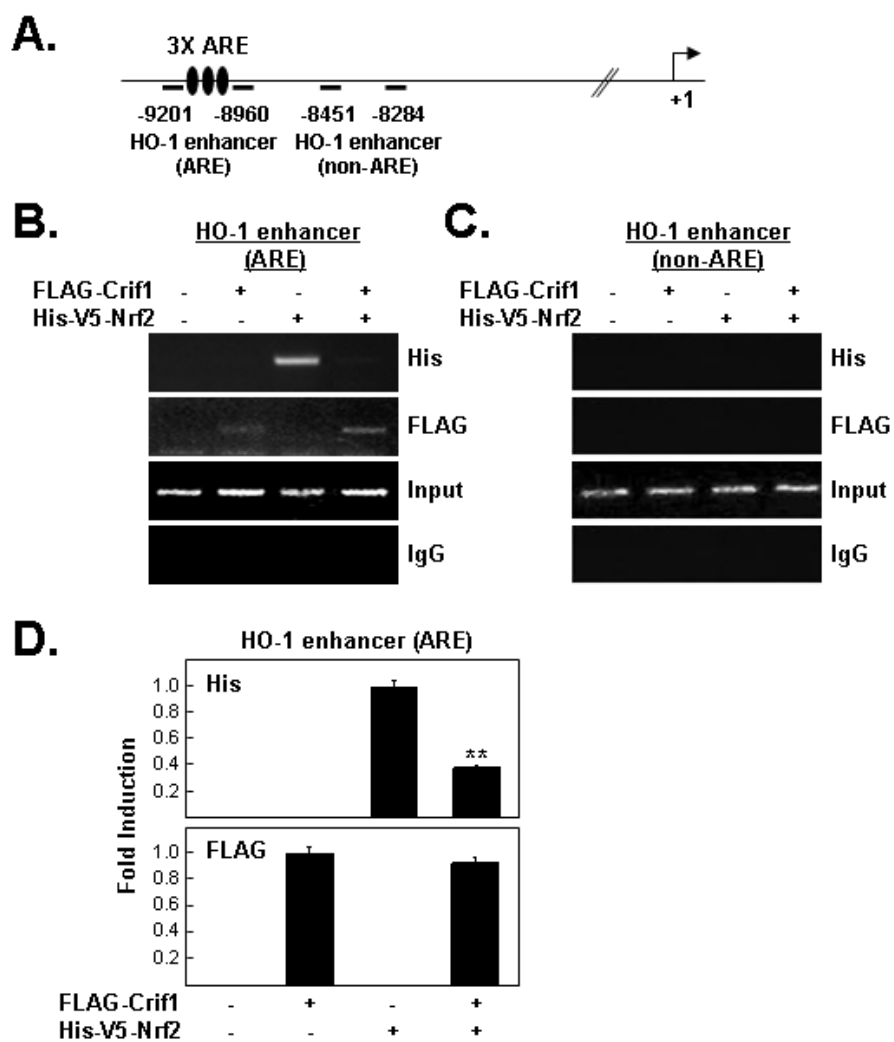 A.
3X ARE
-9201 -8960 -8451 -8284 +1
HO-1 enhancer HO-1 enhancer
(ARE) (non-ARE)
B.
HO-1 enhancer
(ARE)
FLAG-Crif1 - + - +
His-V5-Nrf2 - - + +
His
FLAG
Input
IgG
C.
HO-1 enhancer
(non-ARE)
FLAG-Crif1 - + - +
His-V5-Nrf2 - - + +
His
FLAG
Input
IgG
D.
HO-1 enhancer (ARE)
Fold Induction
His
1.0
0.8
0.6
0.4
0.2
**
FLAG
1.0
0.8
0.6
0.4
0.2
FLAG-Crif1 - + - +
His-V5-Nrf2 - - + +